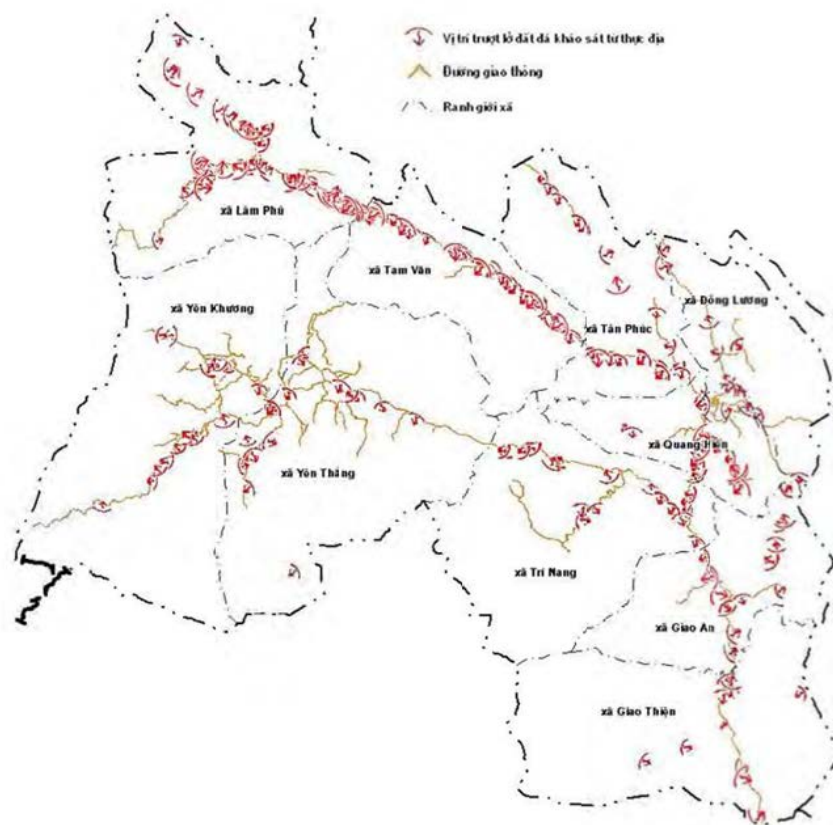 Vị trí trượt lở đất đá khảo sát từ thực địa
Đường giao thông
Ranh giới xã
xã Lâm Phú
xã Tam Văn
xã Yên Khương
xã Đồng Lương
xã Tân Phúc
xã Quang Hiến
xã Yên Thắng
xã Trí Nang
xã Giao An
xã Giao Thiện